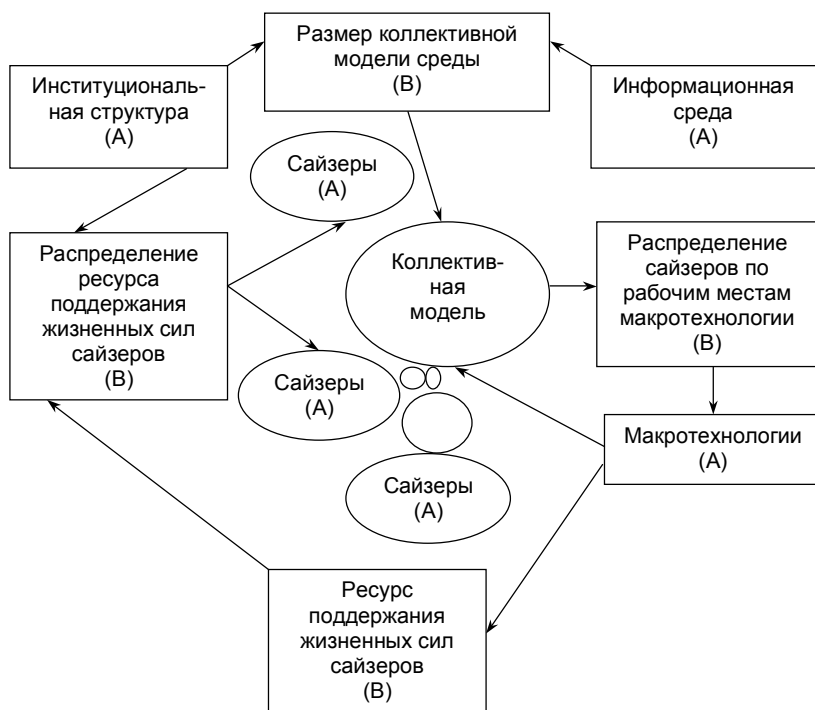 Размер коллективной
модели среды
(В)
Институциональ-
ная структура
(А)
Информационная
среда
(А)
Сайзеры
(А)
Распределение
ресурса
поддержания
жизненных сил
сайзеров
(В)
Коллектив-
ная
модель
Распределение
сайзеров по
рабочим местам
макротехнологии
(В)
Сайзеры
(А)
Макротехнологии
(А)
Сайзеры
(А)
Ресурс
поддержания
жизненных сил
сайзеров
(В)